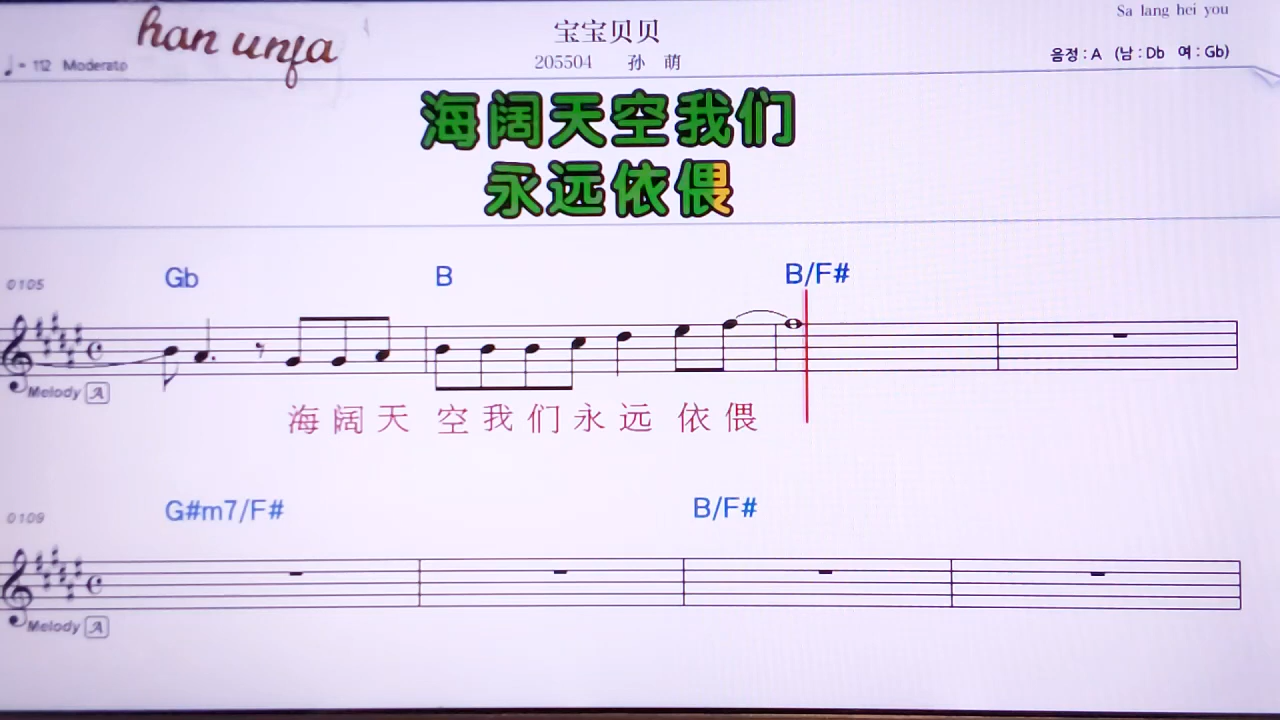 Sa lang hei you
han unfa
宝宝贝贝
♩= 112 Moderato
205504 孙 萌
음정 : A (남 : Db 여 : Gb)
海阔天空我们
永远依偎
0105
Gb B B/F#
Melody A
海 阔 天 空 我 们 永 远 依 偎
0109
G#m7/F# B/F#
Melody A